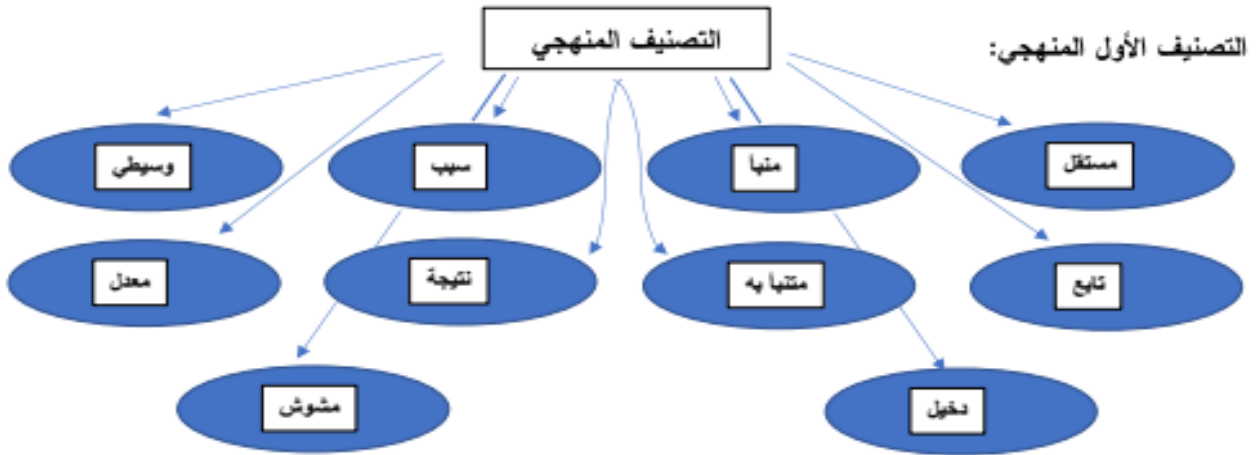 التصنيف الأول المنهجي:
التصنيف المنهجي
مستقل
منبأ
سبب
وسيطي
تابع
متنبأ به
نتيجة
معدل
دخيل
مشوش